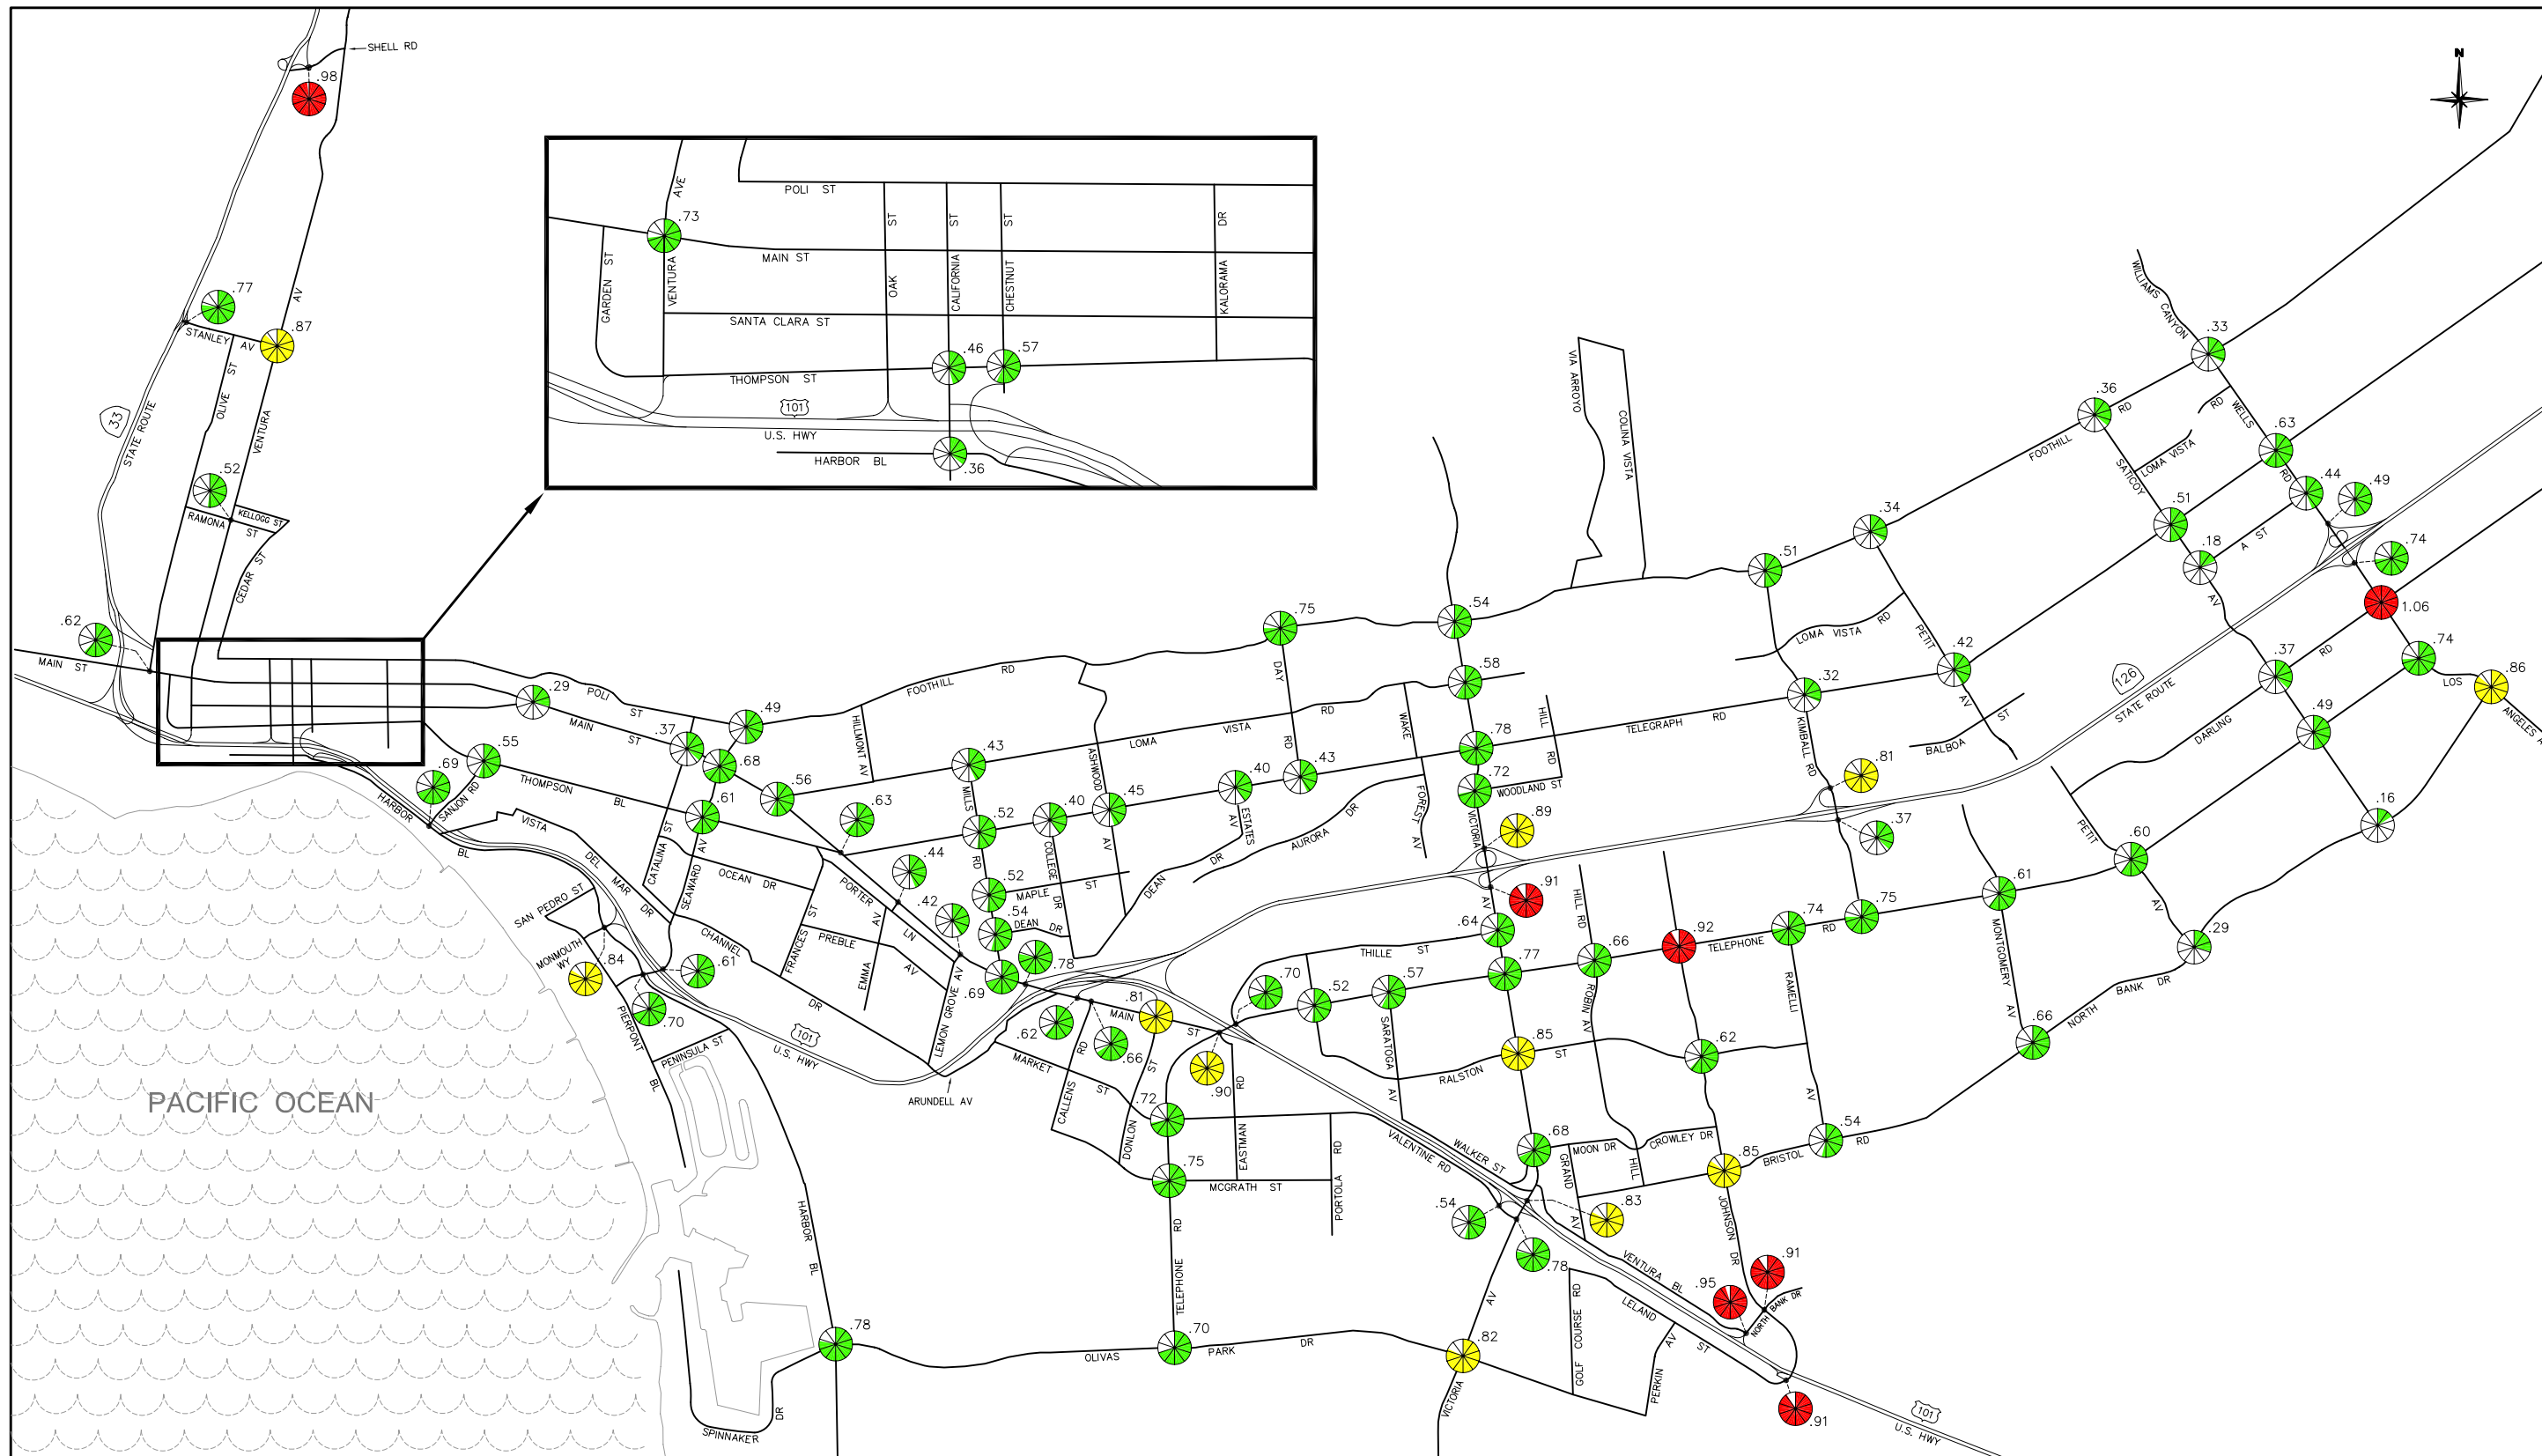 SHELL RD
.98
N
POLI ST
AVE
.73
MAIN ST
GARDEN ST
VENTURA
OAK ST
CALIFORNIA ST
CHESTNUT ST
KALORAMA DR
SANTA CLARA ST
.46
.57
THOMPSON ST
101
U.S. HWY
HARBOR BL
.36
.77
STANLEY AV
.87
AV
OLIVE ST
VENTURA
33
STATE ROUTE
.52
RAMONA ST
KELLOGG ST
CEDAR ST
.62
MAIN ST
WILLIAMS CANYON
.33
.36
RD
FOOTHILL
WELLS RD
RD
LOMA VISTA
.63
SATICOY AV
.44
.49
.51
.18
A ST
.74
1.06
.74
.86
LOS ANGELES A
VIA ARROYO
COLINA VISTA
.34
.51
.54
.75
.58
LOMA VISTA RD
PETIT AV
.42
.32
126
STATE ROUTE
.37
RD
DARLING
.49
BALBOA ST
.16
POLI ST
.29
MAIN ST
.37
.49
.68
FOOTHILL RD
HILLMONT AV
.43
LOMA VISTA RD
DAY RD
WAKE
FOREST AV
HILL RD
.78
TELEGRAPH RD
KIMBALL RD
.81
.72
WOODLAND ST
VICTORIA AV
.89
.37
.55
.69
SANJON RD
THOMPSON BL
.61
.56
.63
MILLS RD
.52
.40
ASHWOOD AV
.45
.40
.43
ESTATES AV
AURORA DR
DEAN DR
HARBOR BL
VISTA DEL MAR DR
CATALINA ST
SEAWARD AV
OCEAN DR
.44
PORTER LN
.42
.52
MAPLE ST
COLLEGE DR
.54
DEAN DR
.91
.64
PETIT AV
.60
.61
MONTGOMERY AV
.29
NORTH BANK DR
.66
SAN PEDRO ST
MONMOUTH WY
.84
CHANNEL DR
FRANCES ST
PREBLE AV
EMMA AV
LEMON GROVE AV
.69
.78
.61
.70
THILLE ST
.70
.52
.57
.77
HILL RD
.66
.92
TELEPHONE RD
.74
.75
ROBIN AV
RAMELLI AV
PIERPONT BL
PENINSULA ST
101
U.S. HWY
.62
CALLENS RD
.66
.81
MAIN ST
DONLON ST
MARKET ST
ARUNDELL AV
.90
EASTMAN RD
SARATOGA AV
RALSTON ST
.85
.62
PACIFIC OCEAN
.72
.75
MCGRATH ST
PORTOLA RD
VALENTINE RD
WALKER ST
.68
MOON DR
CROWLEY DR
GRAND AV
HILL
.85
BRISTOL RD
.54
JOHNSON DR
.54
.83
.78
VENTURA BL
.95
.91
NORTH BANK DR
HARBOR BL
TELEPHONE RD
AV
GOLF COURSE RD
LELAND ST
PERKIN AV
.78
OLIVAS PARK DR
.70
.82
VICTORIA
.91
101
U.S. HWY
SPINNAKER DR